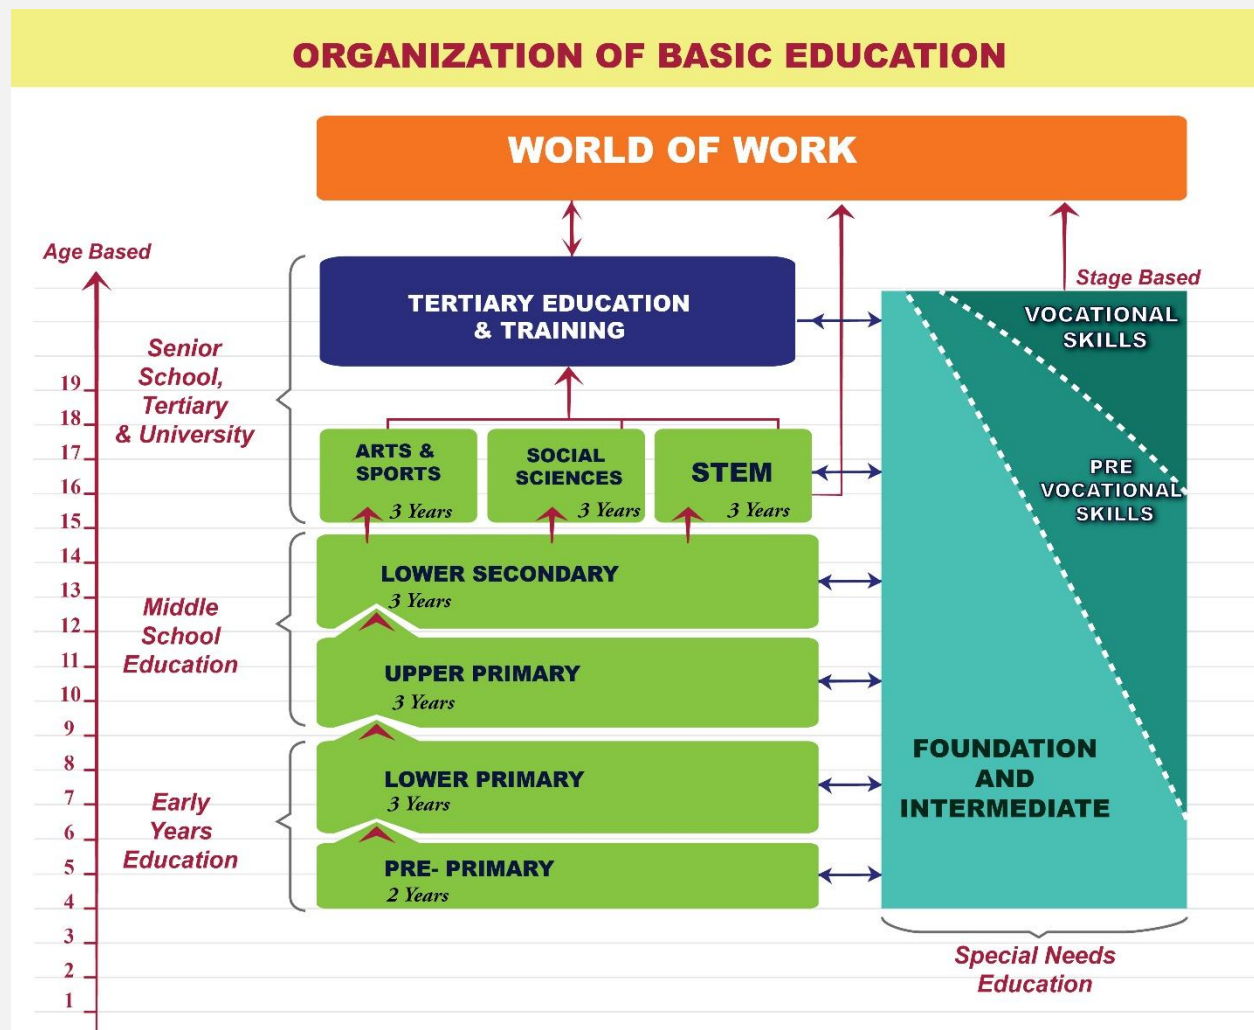 ORGANIZATION OF BASIC EDUCATION
WORLD OF WORK
Age Based
Stage Based
TERTIARY EDUCATION
& TRAINING
VOCATIONAL
SKILLS
Senior
School,
Tertiary
& University
19
18
17
16
15
14
13
12
11
10
9
8
7
6
5
4
3
2
1
ARTS &
SPORTS
3 Years
SOCIAL
SCIENCES
3 Years
STEM
3 Years
PRE
VOCATIONAL
SKILLS
Middle
School
Education
LOWER SECONDARY
3 Years
UPPER PRIMARY
3 Years
Early
Years
Education
LOWER PRIMARY
3 Years
PRE- PRIMARY
2 Years
FOUNDATION
AND
INTERMEDIATE
Special Needs
Education